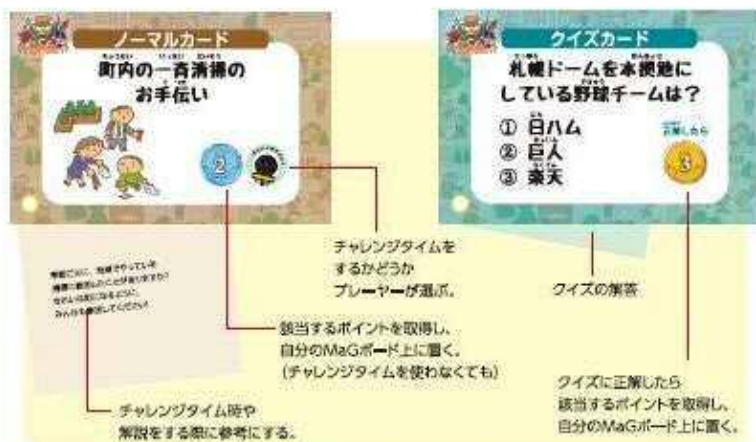 ノーマルカード
町内の一斉清掃の
お手伝い
2
クイズカード
札幌ドームを本拠地に
している野球チームは?
① 日ハム
② 巨人
③ 楽天
正解したら
3
チャレンジタイムを
するかどうか
プレーヤーが選ぶ。
クイズの解答
該当するポイントを取得し、
自分のMaGボード上に置く。
(チャレンジタイムを使わなくても)
チャレンジタイム時や
解説をする際に参考にする。
クイズに正解したら
該当するポイントを取得し、
自分のMaGボード上に置く。